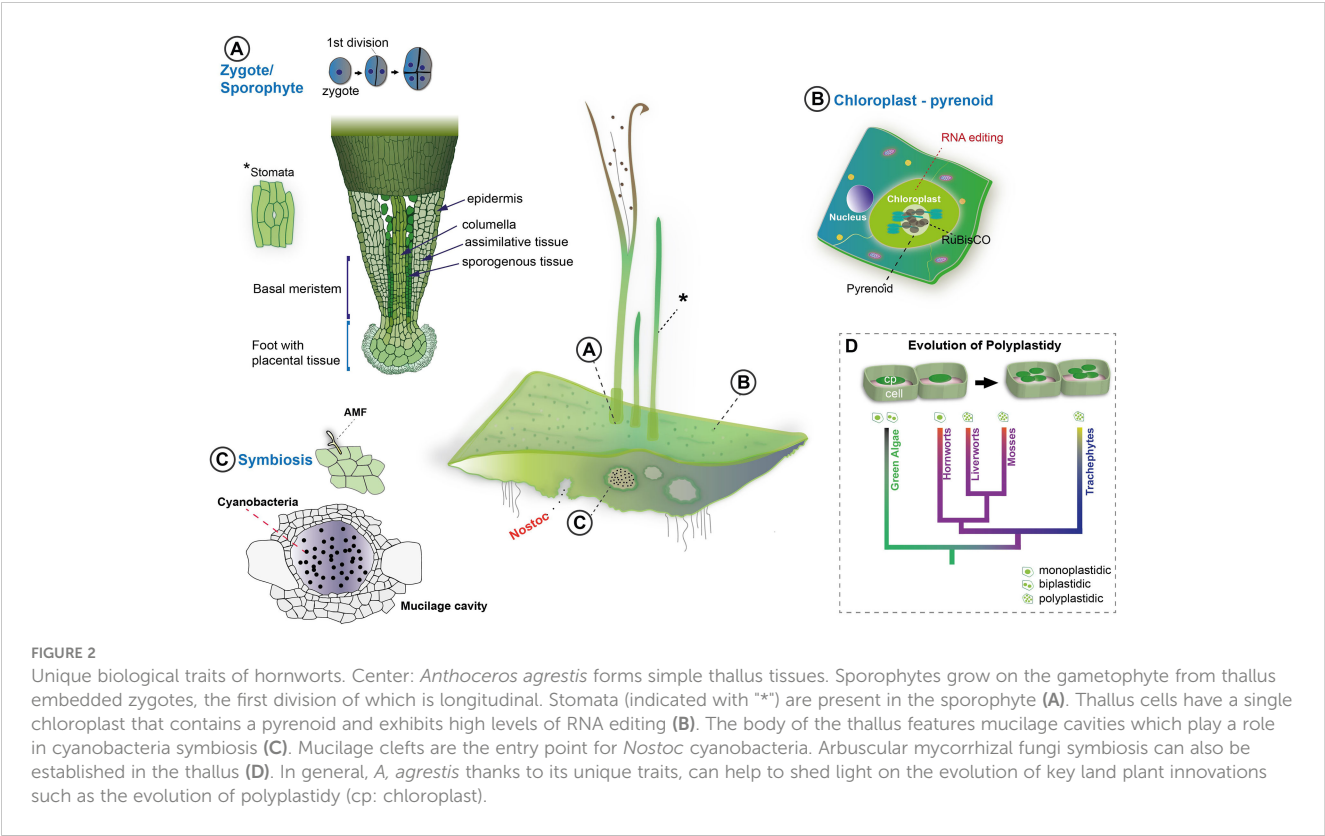 A
Zygote/
Sporophyte
1st division
zygote
*Stomata
epidermis
columella
assimilative tissue
sporogenous tissue
Basal meristem
Foot with
placental tissue
AMF
C Symbiosis
Cyanobacteria
Mucilage cavity
A
*
B
Nostoc
C
B Chloroplast - pyrenoid
RNA editing
Chloroplast
Nucleus
RuBisCO
Pyrenoid
D Evolution of Polyplastidy
cp
cell
Green Algae
Hornworts
Liverworts
Mosses
Trachephytes
monoplastidic
biplastidic
polyplastidic
FIGURE 2
Unique biological traits of hornworts. Center: Anthoceros agrestis forms simple thallus tissues. Sporophytes grow on the gametophyte from thallus
embedded zygotes, the first division of which is longitudinal. Stomata (indicated with "*") are present in the sporophyte (A). Thallus cells have a single
chloroplast that contains a pyrenoid and exhibits high levels of RNA editing (B). The body of the thallus features mucilage cavities which play a role
in cyanobacteria symbiosis (C). Mucilage clefts are the entry point for Nostoc cyanobacteria. Arbuscular mycorrhizal fungi symbiosis can also be
established in the thallus (D). In general, A, agrestis thanks to its unique traits, can help to shed light on the evolution of key land plant innovations
such as the evolution of polyplastidy (cp: chloroplast).